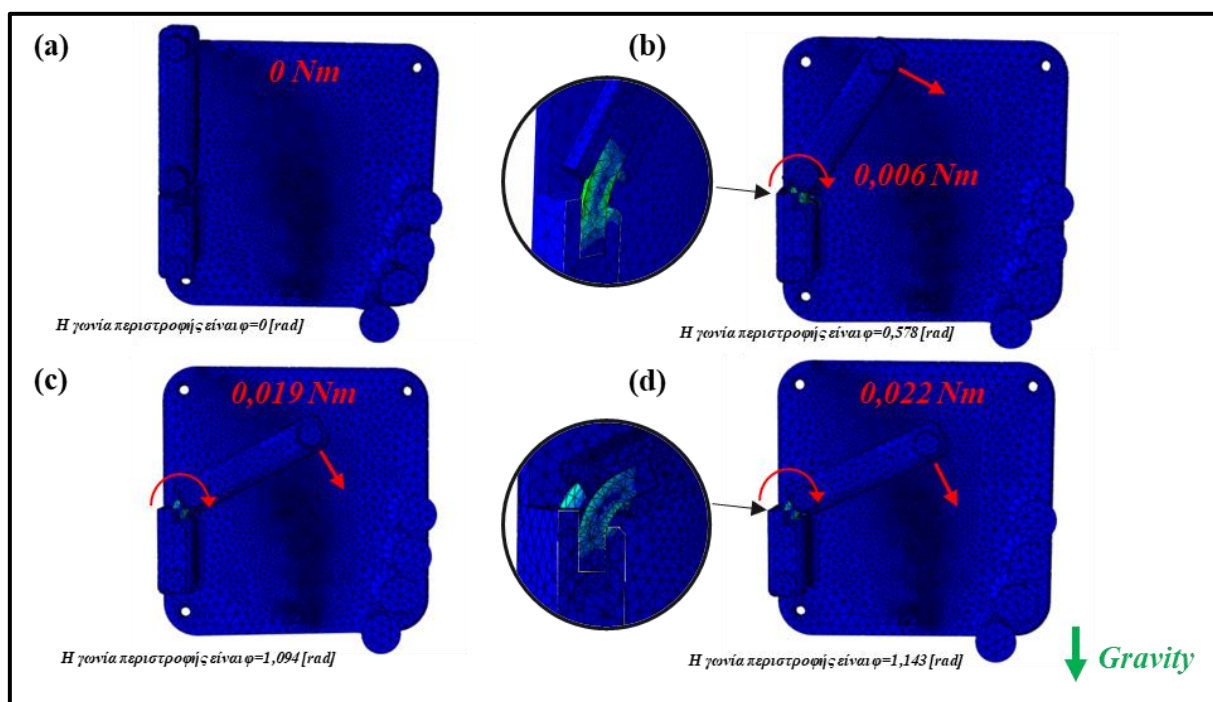 (a)
0 Nm
Η γωνία περιστροφής είναι φ=0 [rad]
(b)
0,006 Nm
Η γωνία περιστροφής είναι φ=0,578 [rad]
(c)
0,019 Nm
Η γωνία περιστροφής είναι φ=1,094 [rad]
(d)
0,022 Nm
Η γωνία περιστροφής είναι φ=1,143 [rad]
Gravity